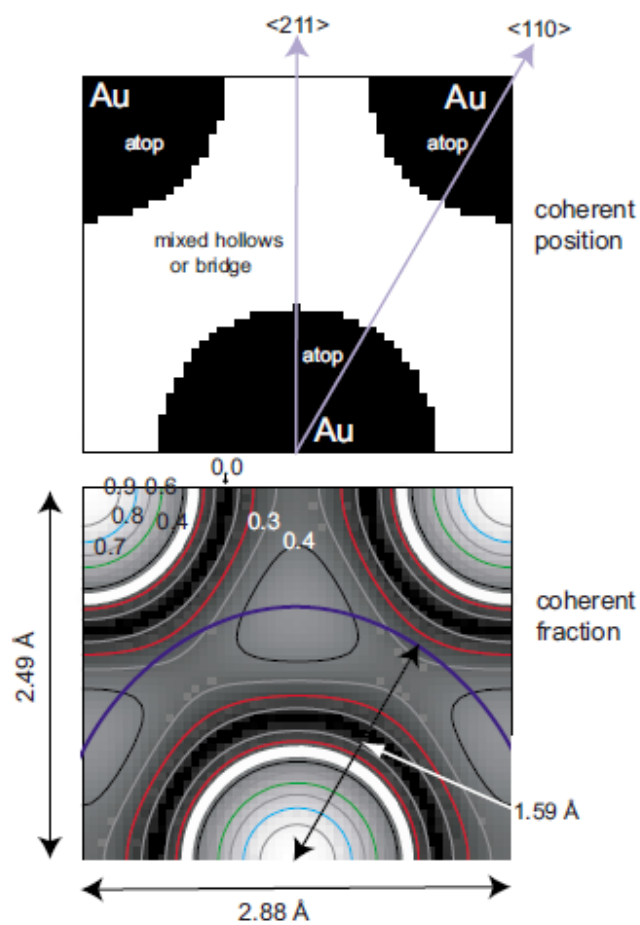 <211>
<110>
Au
Au
atop
atop
coherent
position
mixed hollows
or bridge
atop
Au
0,0
0.9 0.6
0.8 0.4 0.3
0.7 0.4
coherent
fraction
2.49 Å
1.59 Å
2.88 Å